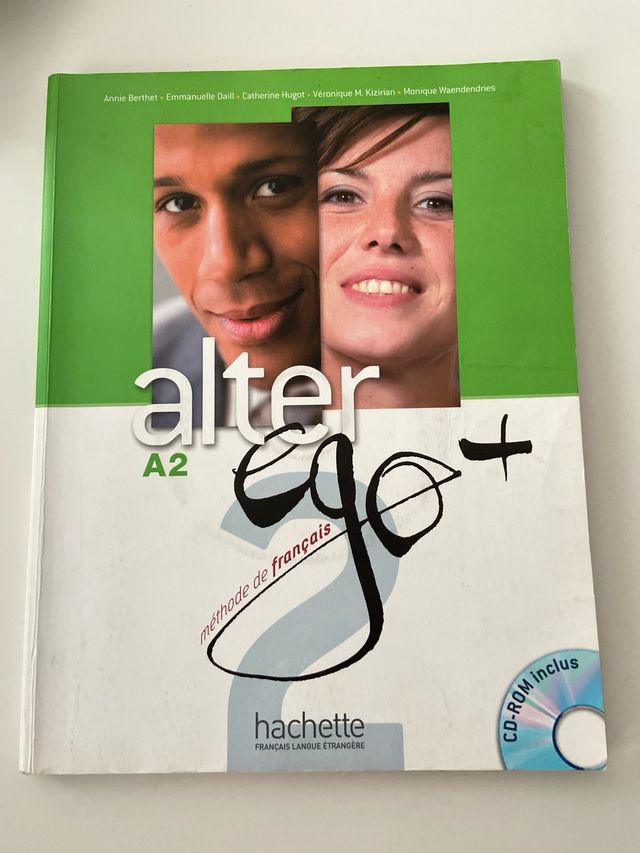 Annie Berthet • Emmanuelle Daill • Catherine Hugot • Véronique M. Kizirian • Monique Waendendries
alter
ego+
A2
2
méthode de français
hachette
FRANÇAIS LANGUE ÉTRANGÈRE
CD-ROM inclus